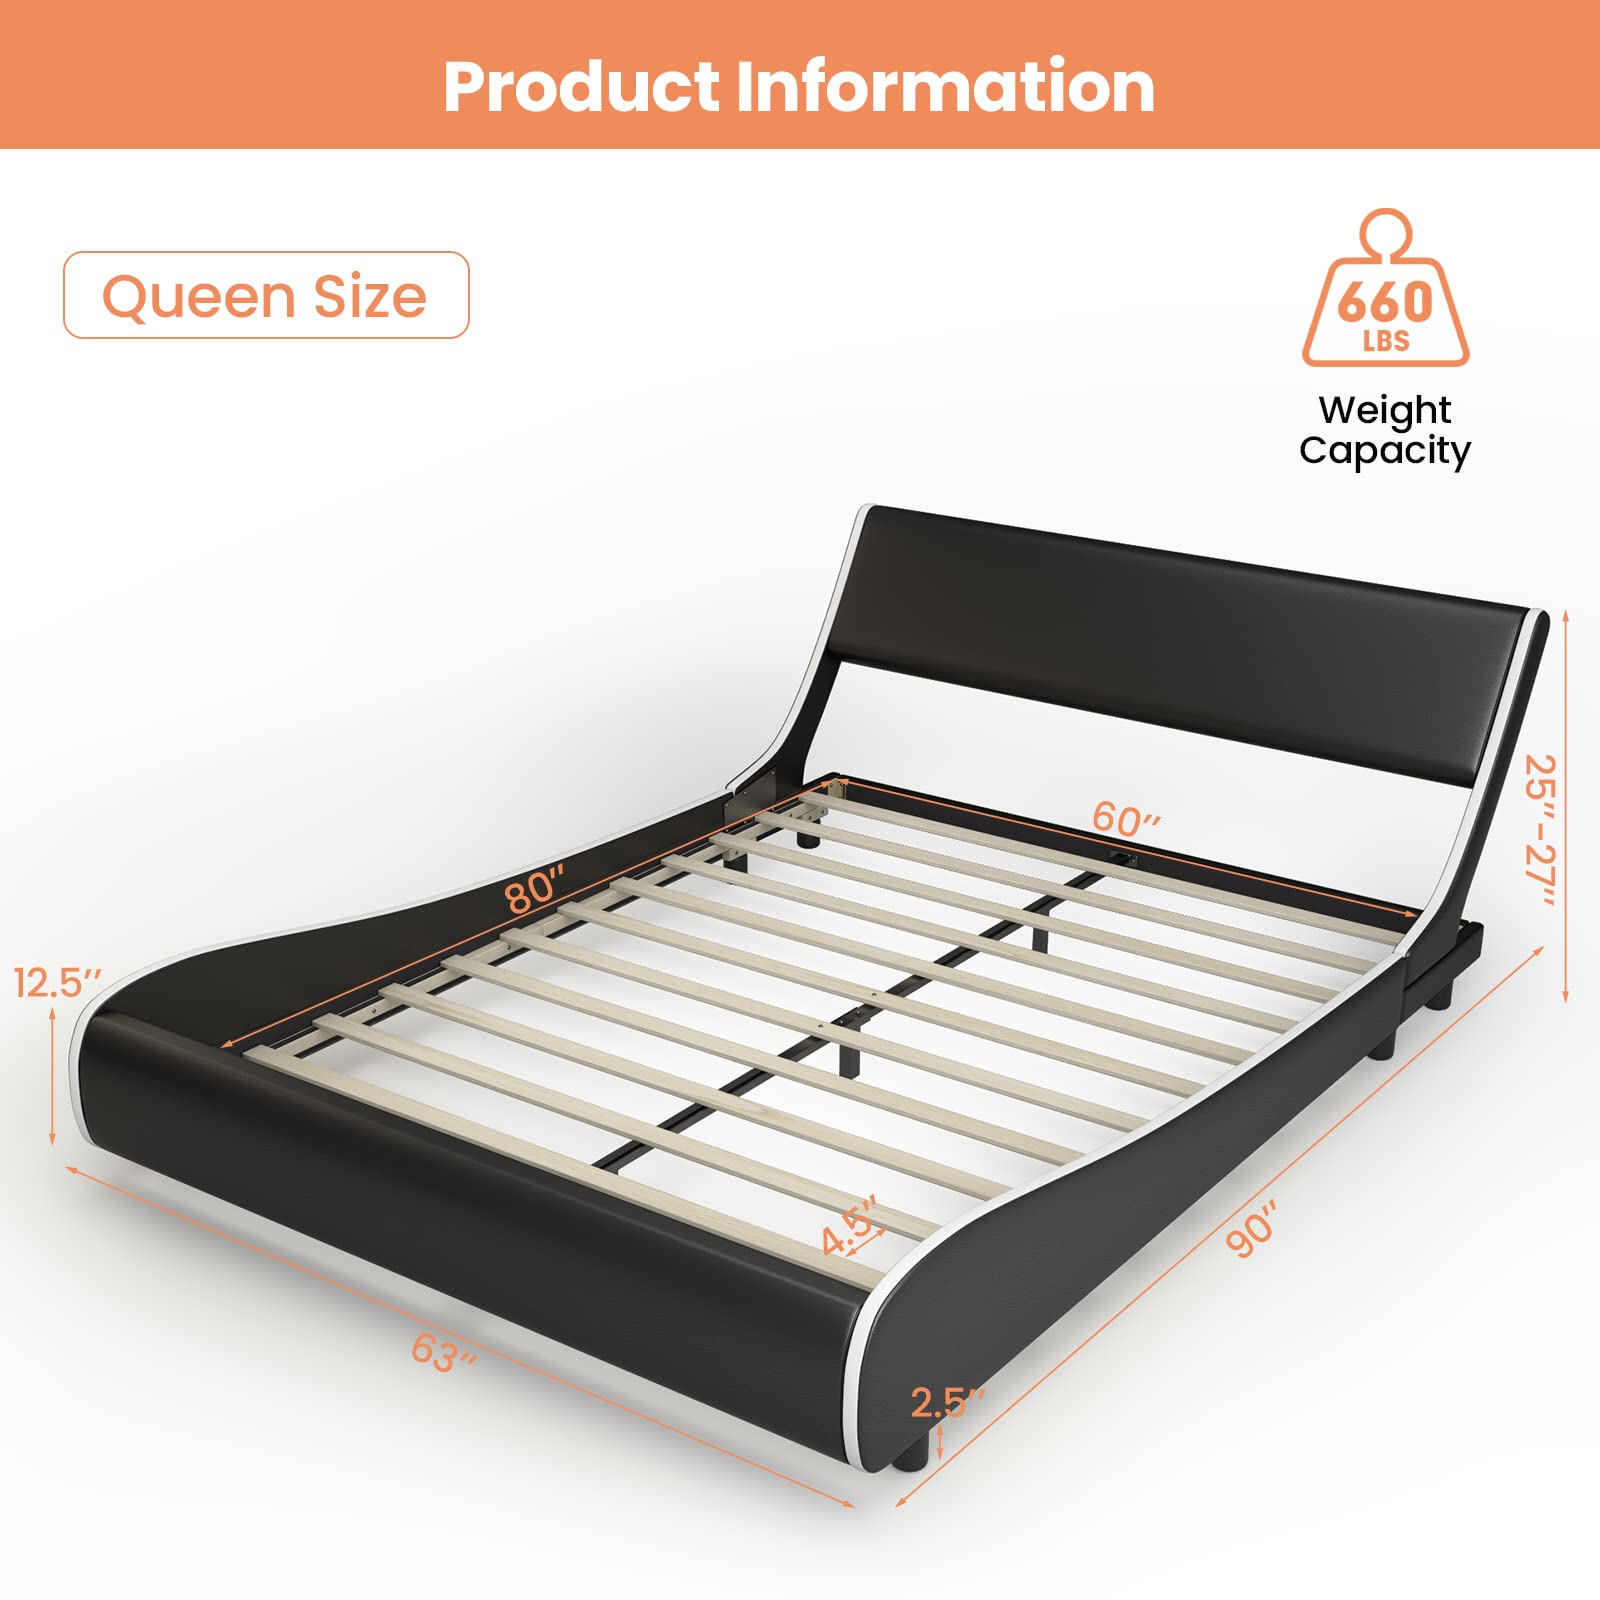 Product Information
Queen Size
660
LBS
Weight
Capacity
25″-27″
60″
80″
12.5″
4.5″
90″
63″
2.5″